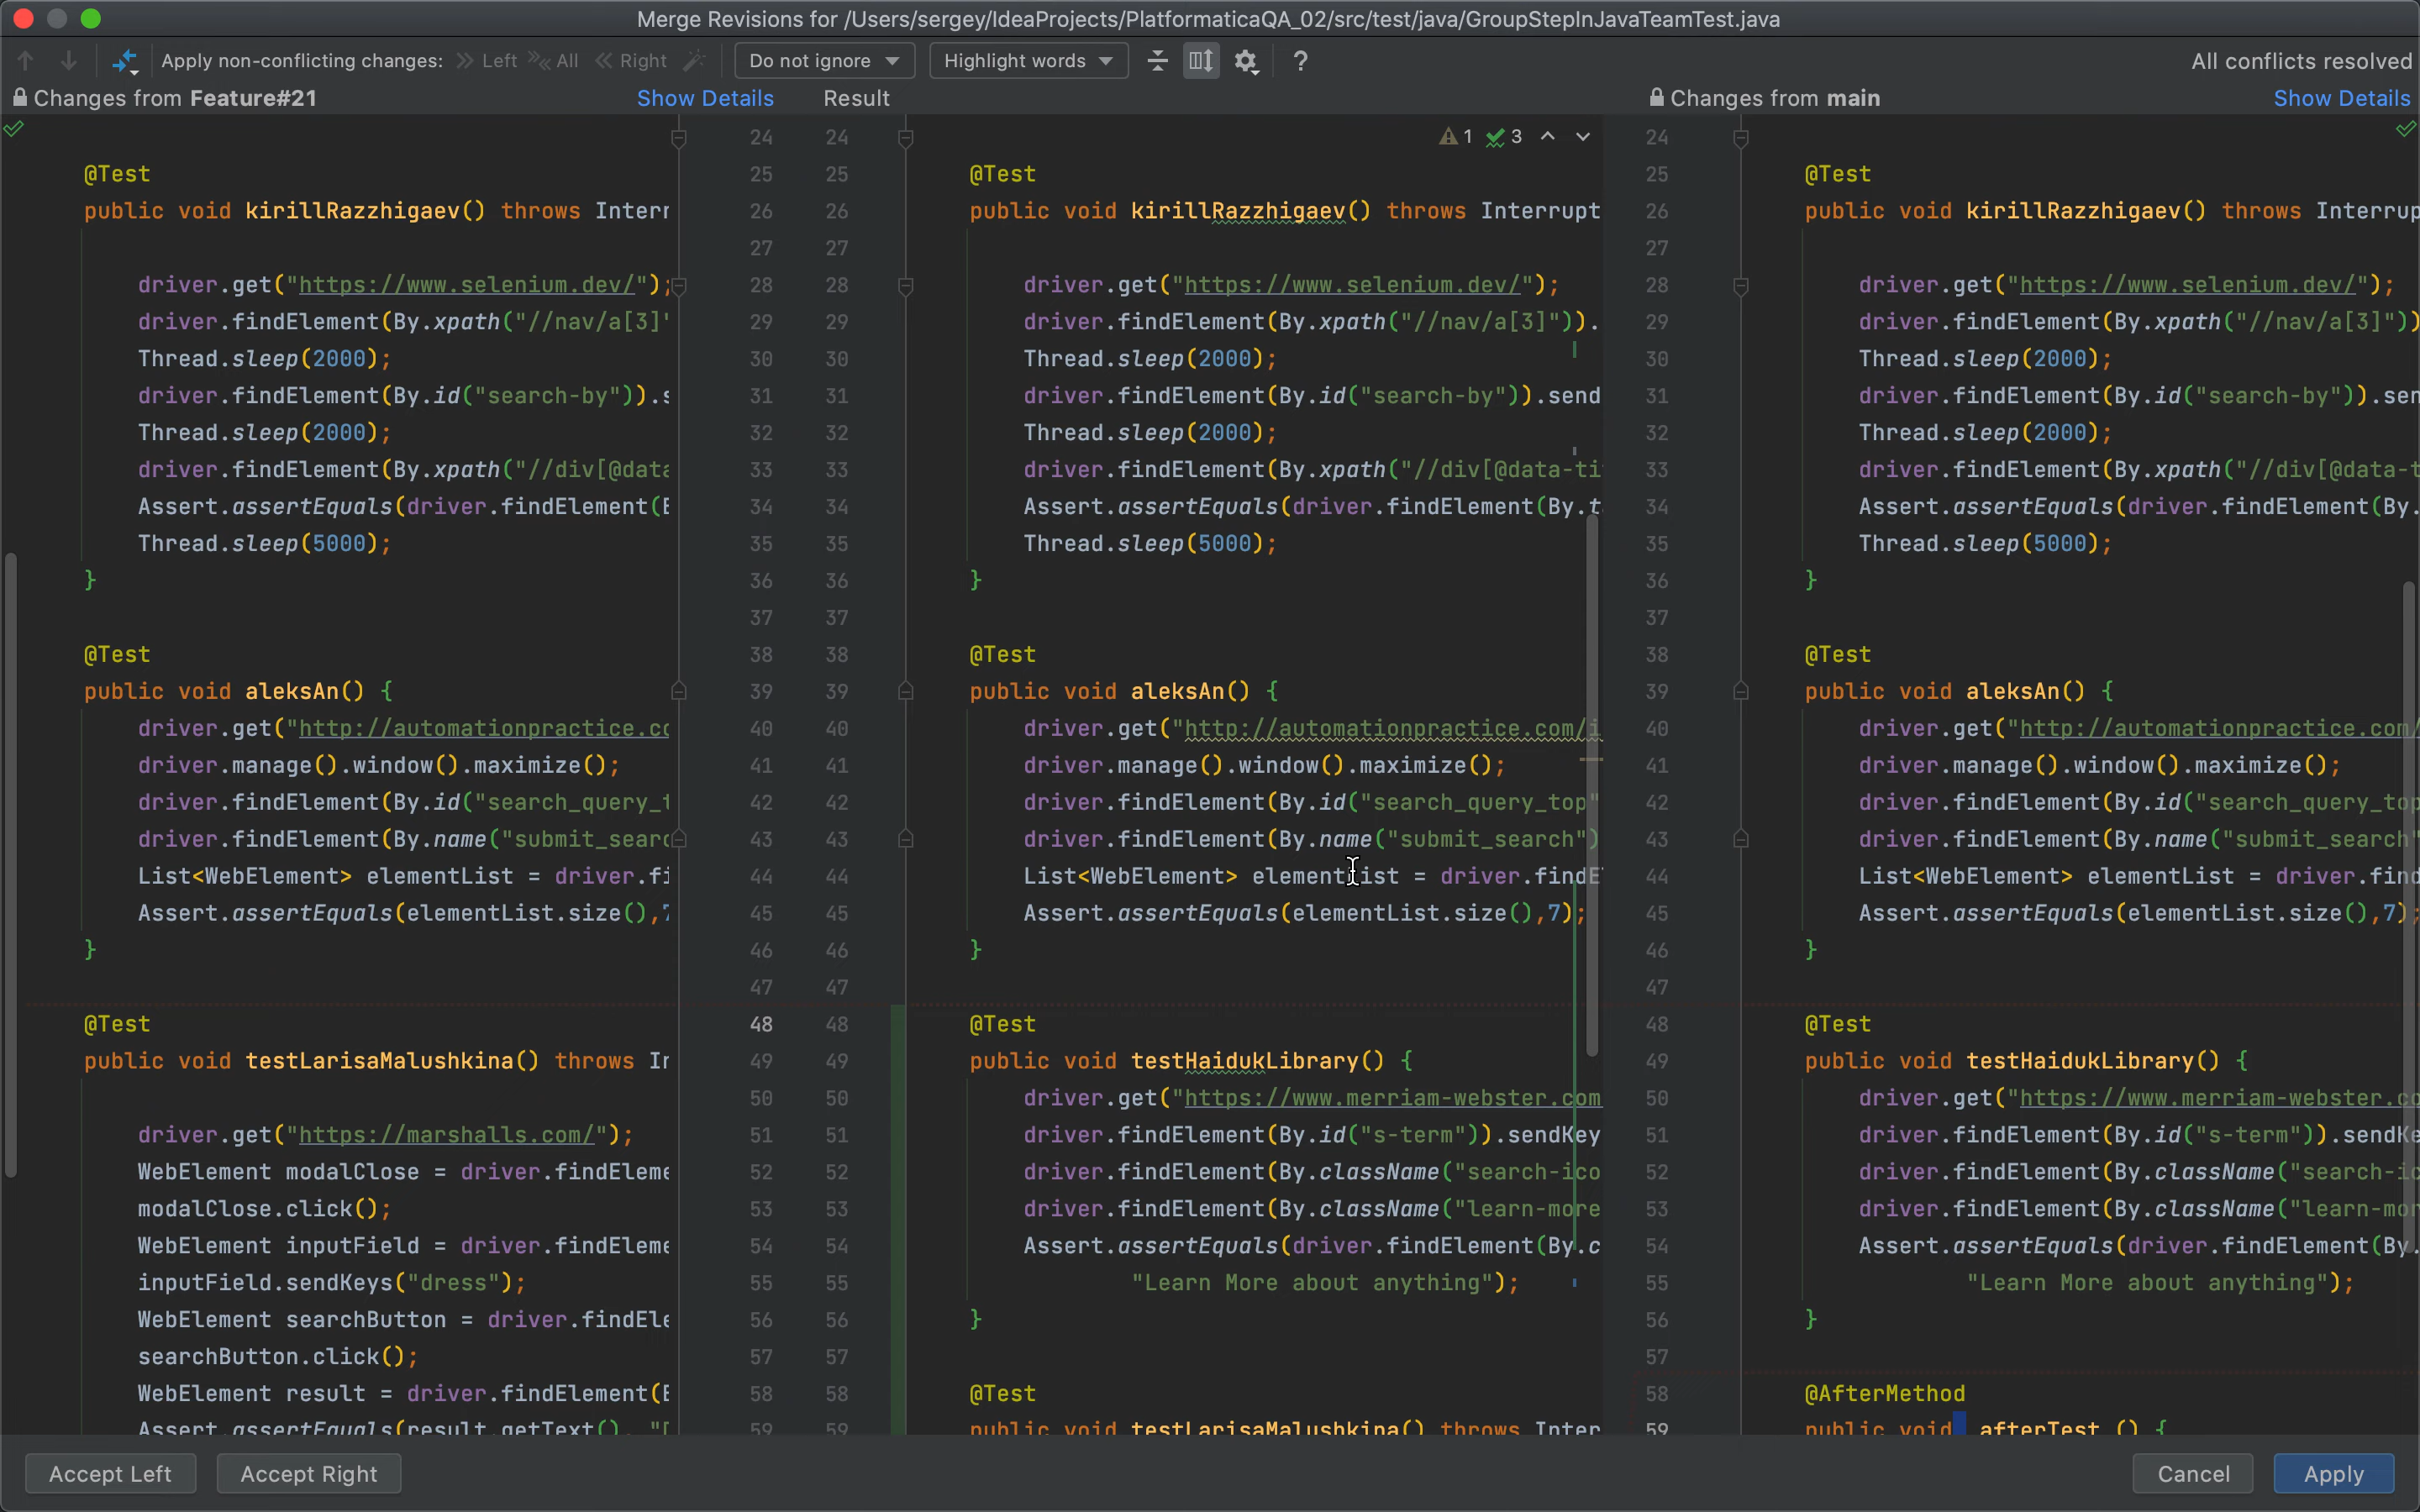 Merge Revisions for /Users/sergey/IdeaProjects/PlatformaticaQA_02/src/test/java/GroupStepInJavaTeamTest.java
Apply non-conflicting changes: Left All Right Do not ignore Highlight words ? All conflicts resolved
Changes from Feature#21 Show Details Result Changes from main Show Details
24 24 1 3 24
@Test 25 25 @Test 25 @Test
public void kirillRazzhigaev() throws Interr 26 26 public void kirillRazzhigaev() throws Interrupt 26 public void kirillRazzhigaev() throws Interrup
27 27 27
driver.get("https://www.selenium.dev/"); 28 28 driver.get("https://www.selenium.dev/"); 28 driver.get("https://www.selenium.dev/");
driver.findElement(By.xpath("//nav/a[3]" 29 29 driver.findElement(By.xpath("//nav/a[3]")). 29 driver.findElement(By.xpath("//nav/a[3]"))
Thread.sleep(2000); 30 30 Thread.sleep(2000); 30 Thread.sleep(2000);
driver.findElement(By.id("search-by")).s 31 31 driver.findElement(By.id("search-by")).send 31 driver.findElement(By.id("search-by")).sen
Thread.sleep(2000); 32 32 Thread.sleep(2000); 32 Thread.sleep(2000);
driver.findElement(By.xpath("//div[@data 33 33 driver.findElement(By.xpath("//div[@data-ti 33 driver.findElement(By.xpath("//div[@data-t
Assert.assertEquals(driver.findElement(B 34 34 Assert.assertEquals(driver.findElement(By.t 34 Assert.assertEquals(driver.findElement(By.
Thread.sleep(5000); 35 35 Thread.sleep(5000); 35 Thread.sleep(5000);
} 36 36 } 36 }
37 37 37
@Test 38 38 @Test 38 @Test
public void aleksAn() { 39 39 public void aleksAn() { 39 public void aleksAn() {
driver.get("http://automationpractice.co 40 40 driver.get("http://automationpractice.com/i 40 driver.get("http://automationpractice.com/
driver.manage().window().maximize(); 41 41 driver.manage().window().maximize(); 41 driver.manage().window().maximize();
driver.findElement(By.id("search_query_t 42 42 driver.findElement(By.id("search_query_top" 42 driver.findElement(By.id("search_query_top
driver.findElement(By.name("submit_searc 43 43 driver.findElement(By.name("submit_search") 43 driver.findElement(By.name("submit_search"
List<WebElement> elementList = driver.fi 44 44 List<WebElement> elementList = driver.findE 44 List<WebElement> elementList = driver.find
Assert.assertEquals(elementList.size(),7 45 45 Assert.assertEquals(elementList.size(),7); 45 Assert.assertEquals(elementList.size(),7);
} 46 46 } 46 }
47 47 47
@Test 48 48 @Test 48 @Test
public void testLarisaMalushkina() throws In 49 49 public void testHaidukLibrary() { 49 public void testHaidukLibrary() {
50 50 driver.get("https://www.merriam-webster.com 50 driver.get("https://www.merriam-webster.co
driver.get("https://marshalls.com/"); 51 51 driver.findElement(By.id("s-term")).sendKey 51 driver.findElement(By.id("s-term")).sendKe
WebElement modalClose = driver.findEleme 52 52 driver.findElement(By.className("search-ico 52 driver.findElement(By.className("search-ic
modalClose.click(); 53 53 driver.findElement(By.className("learn-more 53 driver.findElement(By.className("learn-mor
WebElement inputField = driver.findEleme 54 54 Assert.assertEquals(driver.findElement(By.c 54 Assert.assertEquals(driver.findElement(By.
inputField.sendKeys("dress"); 55 55 "Learn More about anything"); 55 "Learn More about anything");
WebElement searchButton = driver.findEle 56 56 } 56 }
searchButton.click(); 57 57 57
WebElement result = driver.findElement(B 58 58 @Test 58 @AfterMethod
Assert.assertEquals(result.getText(), "D 59 59 public void testLarisaMalushkina() throws Inter 59 public void afterTest () {
Accept Left Accept Right Cancel Apply